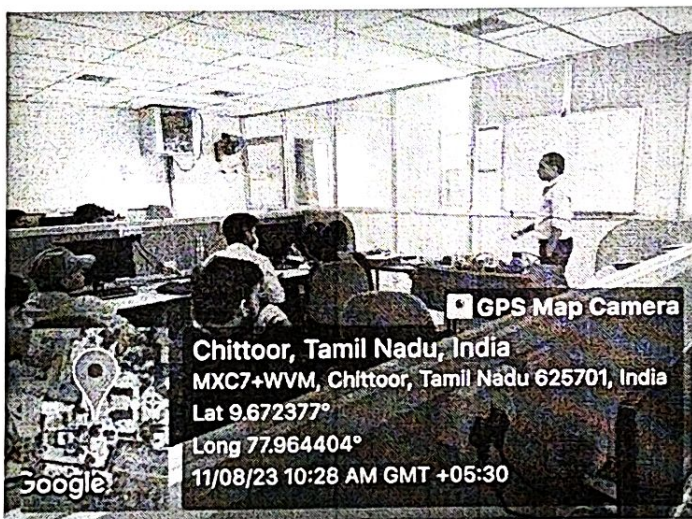 GPS Map Camera
Chittoor, Tamil Nadu, India
MXC7+WVM, Chittoor, Tamil Nadu 625701, India
Lat 9.672377°
Long 77.964404°
11/08/23 10:28 AM GMT +05:30
Google